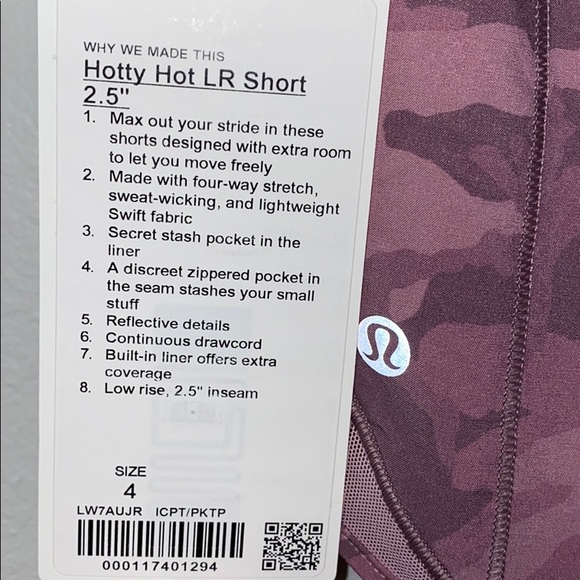 WHY WE MADE THIS
Hotty Hot LR Short
2.5"
1. Max out your stride in these
shorts designed with extra room
to let you move freely
2. Made with four-way stretch,
sweat-wicking, and lightweight
Swift fabric
3. Secret stash pocket in the
liner
4. A discreet zippered pocket in
the seam stashes your small
stuff
5. Reflective details
6. Continuous drawcord
7. Built-in liner offers extra
coverage
8. Low rise, 2.5" inseam
SIZE
4
LW7AUJR ICPT/PKTP
000117401294